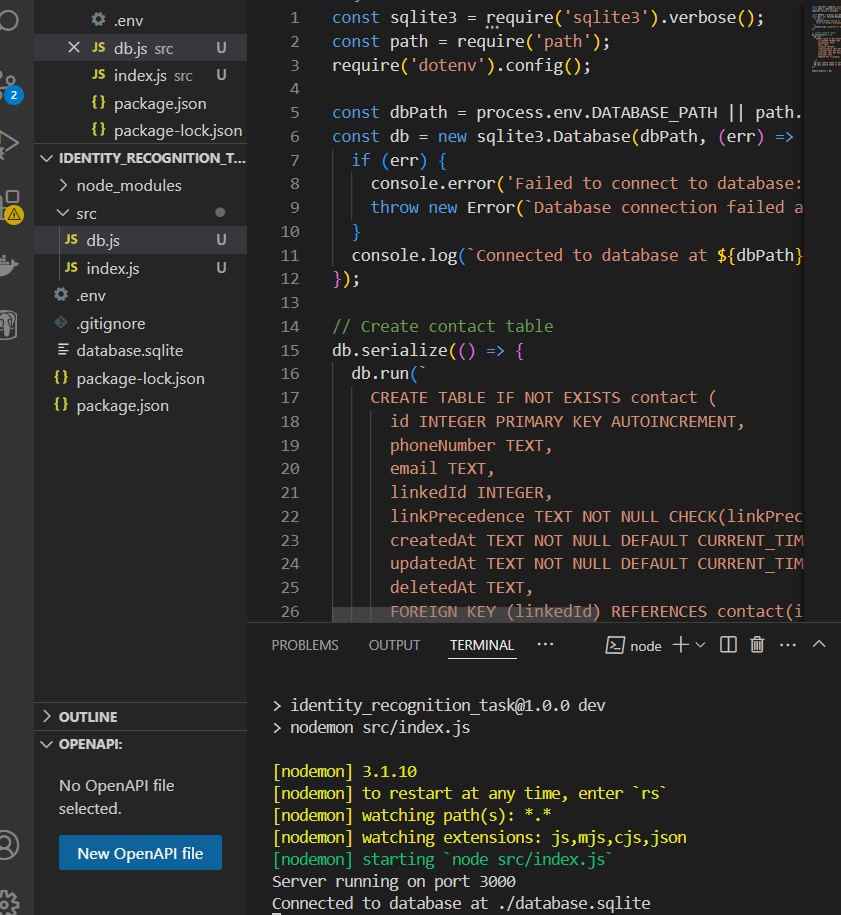 .env
JS db.js src U
JS index.js src U
{} package.json
{} package-lock.json
2
IDENTITY_RECOGNITION_T...
node_modules
src
JS db.js U
JS index.js U
.env
.gitignore
database.sqlite
{} package-lock.json
{} package.json
OUTLINE
OPENAPI:
No OpenAPI file
selected.
New OpenAPI file
1 const sqlite3 = require('sqlite3').verbose();
2 const path = require('path');
3 require('dotenv').config();
4
5 const dbPath = process.env.DATABASE_PATH || path.
6 const db = new sqlite3.Database(dbPath, (err) =>
7 if (err) {
8 console.error('Failed to connect to database:
9 throw new Error(`Database connection failed a
10 }
11 console.log(`Connected to database at ${dbPath}
12 });
13
14 // Create contact table
15 db.serialize(() => {
16 db.run(`
17 CREATE TABLE IF NOT EXISTS contact (
18 id INTEGER PRIMARY KEY AUTOINCREMENT,
19 phoneNumber TEXT,
20 email TEXT,
21 linkedId INTEGER,
22 linkPrecedence TEXT NOT NULL CHECK(linkPrec
23 createdAt TEXT NOT NULL DEFAULT CURRENT_TIM
24 updatedAt TEXT NOT NULL DEFAULT CURRENT_TIM
25 deletedAt TEXT,
26 FOREIGN KEY (linkedId) REFERENCES contact(i
PROBLEMS OUTPUT TERMINAL ... node
> identity_recognition_task@1.0.0 dev
> nodemon src/index.js
[nodemon] 3.1.10
[nodemon] to restart at any time, enter `rs`
[nodemon] watching path(s): *.*
[nodemon] watching extensions: js,mjs,cjs,json
[nodemon] starting `node src/index.js`
Server running on port 3000
Connected to database at ./database.sqlite